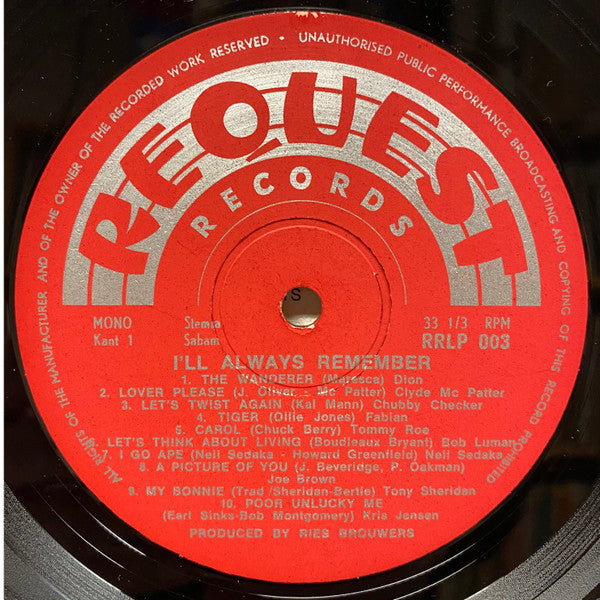 ALL RIGHTS OF THE MANUFACTURER AND OF THE OWNER OF THE RECORDED WORK RESERVED • UNAUTHORISED PUBLIC PERFORMANCE BROADCASTING AND COPYING OF THIS RECORD PROHIBITED
REQUEST
RECORDS
MONO Stemra 33 1/3 RPM
Kant 1 Sabam RRLP 003
I'LL ALWAYS REMEMBER
1. THE WANDERER (Maresca) Dion
2. LOVER PLEASE (J. Oliver - Mc Patter) Clyde Mc Patter
3. LET'S TWIST AGAIN (Kal Mann) Chubby Checker
4. TIGER (Ollie Jones) Fabian
5. CAROL (Chuck Berry) Tommy Roe
LET'S THINK ABOUT LIVING (Boudleaux Bryant) Bob Luman
7. I GO APE (Neil Sedaka - Howard Greenfield) Neil Sedaka
8. A PICTURE OF YOU (J. Beveridge, P. Oakman)
Joe Brown
9. MY BONNIE (Trad/Sheridan-Bertie) Tony Sheridan
10. POOR UNLUCKY ME
(Earl Sinks-Bob Montgomery) Kris Jensen
PRODUCED BY RIES BROUWERS